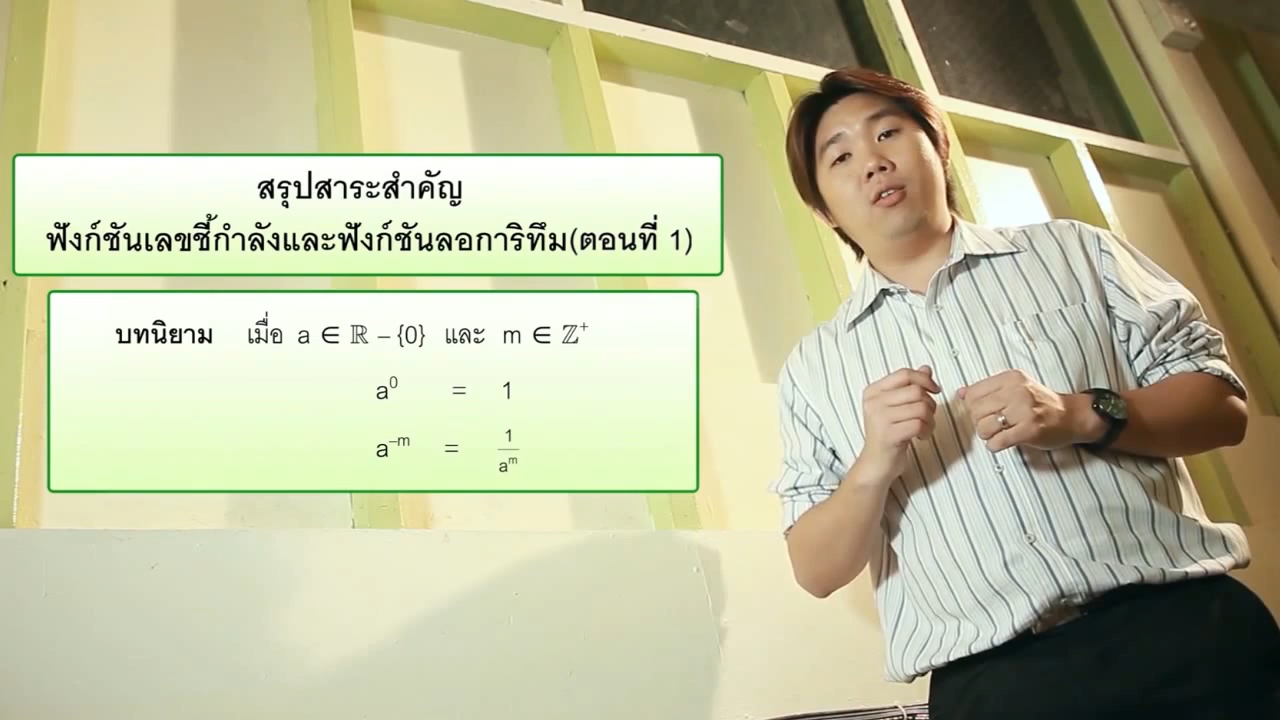 สรุปสาระสำคัญ
ฟังก์ชันเลขชี้กำลังและฟังก์ชันลอการิทึม(ตอนที่ 1)
บทนิยาม เมื่อ a ∈ ℝ – {0} และ m ∈ ℤ⁺
a⁰ = 1
a⁻ᵐ = 1/aᵐ